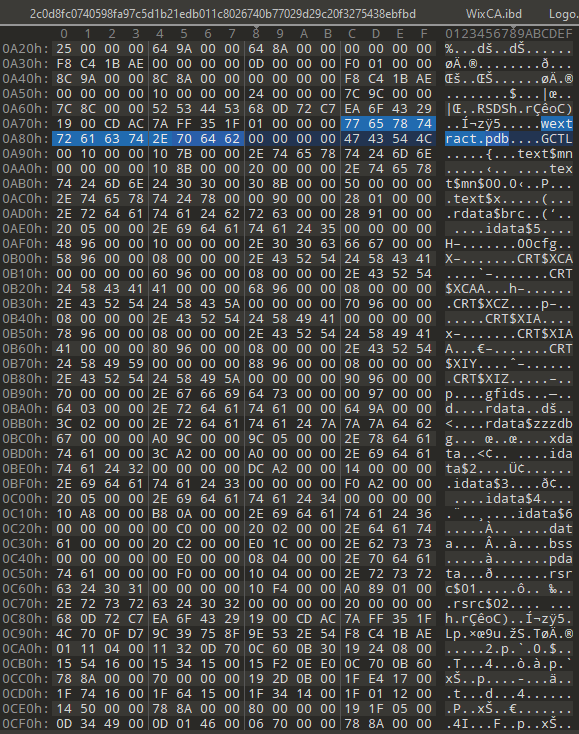 2c0d8fc0740598fa97c5d1b21edb011c8026740b77029d29c20f3275438ebfbd WixCA.ibd Logo.
0 1 2 3 4 5 6 7 8 9 A B C D E F 0123456789ABCDEF
0A20h: 25 00 00 00 64 9A 00 00 64 8A 00 00 00 00 00 00 %...dš..dŠ......
0A30h: F8 C4 1B AE 00 00 00 00 0D 00 00 00 F0 01 00 00 øÄ.®........ð...
0A40h: 8C 9A 00 00 8C 8A 00 00 00 00 00 00 F8 C4 1B AE Œš..ŒŠ......øÄ.®
0A50h: 00 00 00 00 10 00 00 00 24 00 00 00 7C 9C 00 00 ........$...|œ..
0A60h: 7C 8C 00 00 52 53 44 53 68 0D 72 C7 EA 6F 43 29 |Œ..RSDSh.rÇêoC)
0A70h: 19 00 CD AC 7A FF 35 1F 01 00 00 00 77 65 78 74 ..Í¬zÿ5.....wext
0A80h: 72 61 63 74 2E 70 64 62 00 00 00 00 47 43 54 4C ract.pdb....GCTL
0A90h: 00 10 00 00 10 7B 00 00 2E 74 65 78 74 24 6D 6E .....{...text$mn
0AA0h: 00 00 00 00 10 8B 00 00 20 00 00 00 2E 74 65 78 .....‹.. ....tex
0AB0h: 74 24 6D 6E 24 30 30 00 30 8B 00 00 50 00 00 00 t$mn$00.0‹..P...
0AC0h: 2E 74 65 78 74 24 78 00 00 90 00 00 28 01 00 00 .text$x.....(...
0AD0h: 2E 72 64 61 74 61 24 62 72 63 00 00 28 91 00 00 .rdata$brc..(‘..
0AE0h: 20 05 00 00 2E 69 64 61 74 61 24 35 00 00 00 00 ....idata$5....
0AF0h: 48 96 00 00 10 00 00 00 2E 30 30 63 66 67 00 00 H–.......00cfg..
0B00h: 58 96 00 00 08 00 00 00 2E 43 52 54 24 58 43 41 X–.......CRT$XCA
0B10h: 00 00 00 00 60 96 00 00 08 00 00 00 2E 43 52 54 ....`–.......CRT
0B20h: 24 58 43 41 41 00 00 00 68 96 00 00 08 00 00 00 $XCAA...h–......
0B30h: 2E 43 52 54 24 58 43 5A 00 00 00 00 70 96 00 00 .CRT$XCZ....p–..
0B40h: 08 00 00 00 2E 43 52 54 24 58 49 41 00 00 00 00 .....CRT$XIA....
0B50h: 78 96 00 00 08 00 00 00 2E 43 52 54 24 58 49 41 x–.......CRT$XIA
0B60h: 41 00 00 00 80 96 00 00 08 00 00 00 2E 43 52 54 A...€–.......CRT
0B70h: 24 58 49 59 00 00 00 00 88 96 00 00 08 00 00 00 $XIY....ˆ–......
0B80h: 2E 43 52 54 24 58 49 5A 00 00 00 00 90 96 00 00 .CRT$XIZ.....–..
0B90h: 70 00 00 00 2E 67 66 69 64 73 00 00 00 97 00 00 p....gfids...—..
0BA0h: 64 03 00 00 2E 72 64 61 74 61 00 00 64 9A 00 00 d....rdata..dš..
0BB0h: 3C 02 00 00 2E 72 64 61 74 61 24 7A 7A 7A 64 62 <....rdata$zzzdb
0BC0h: 67 00 00 00 A0 9C 00 00 9C 05 00 00 2E 78 64 61 g... œ..œ....xda
0BD0h: 74 61 00 00 3C A2 00 00 A0 00 00 00 2E 69 64 61 ta..<¢.. ....ida
0BE0h: 74 61 24 32 00 00 00 00 DC A2 00 00 14 00 00 00 ta$2....Ü¢......
0BF0h: 2E 69 64 61 74 61 24 33 00 00 00 00 F0 A2 00 00 .idata$3....ð¢..
0C00h: 20 05 00 00 2E 69 64 61 74 61 24 34 00 00 00 00 ....idata$4....
0C10h: 10 A8 00 00 B8 0A 00 00 2E 69 64 61 74 61 24 36 .¨..¸....idata$6
0C20h: 00 00 00 00 00 C0 00 00 20 02 00 00 2E 64 61 74 .....À.. ....dat
0C30h: 61 00 00 00 20 C2 00 00 E0 1C 00 00 2E 62 73 73 a... Â..à....bss
0C40h: 00 00 00 00 00 E0 00 00 08 04 00 00 2E 70 64 61 .....à.......pda
0C50h: 74 61 00 00 00 F0 00 00 10 04 00 00 2E 72 73 72 ta...ð.......rsr
0C60h: 63 24 30 31 00 00 00 00 10 F4 00 00 A0 89 01 00 c$01.....ô.. ‰..
0C70h: 2E 72 73 72 63 24 30 32 00 00 00 00 00 00 00 00 .rsrc$02........
0C80h: 68 0D 72 C7 EA 6F 43 29 19 00 CD AC 7A FF 35 1F h.rÇêoC)..Í¬zÿ5.
0C90h: 4C 70 0F D7 9C 39 75 8F 9E 53 2E 54 F8 C4 1B AE Lp.×œ9u.žS.TøÄ.®
0CA0h: 01 11 04 00 11 32 0D 70 0C 60 0B 30 19 24 08 00 .....2.p.`.0.$..
0CB0h: 15 54 16 00 15 34 15 00 15 F2 0E E0 0C 70 0B 60 .T...4...ò.à.p.`
0CC0h: 78 8A 00 00 70 00 00 00 19 2D 0B 00 1F E4 17 00 xŠ..p....-...ä..
0CD0h: 1F 74 16 00 1F 64 15 00 1F 34 14 00 1F 01 12 00 .t...d...4......
0CE0h: 14 50 00 00 78 8A 00 00 80 00 00 00 19 1F 05 00 .P..xŠ..€.......
0CF0h: 0D 34 49 00 0D 01 46 00 06 70 00 00 78 8A 00 00 .4I...F..p..xŠ..